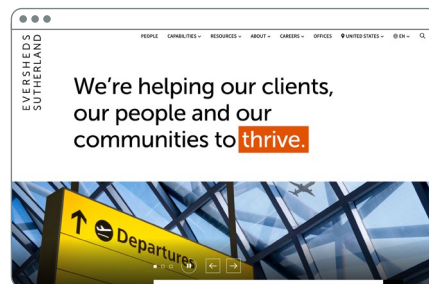 EVERSHEDS
SUTHERLAND
PEOPLE CAPABILITIES RESOURCES ABOUT CAREERS OFFICES UNITED STATES EN
We're helping our clients,
our people and our
communities to thrive.
Departures